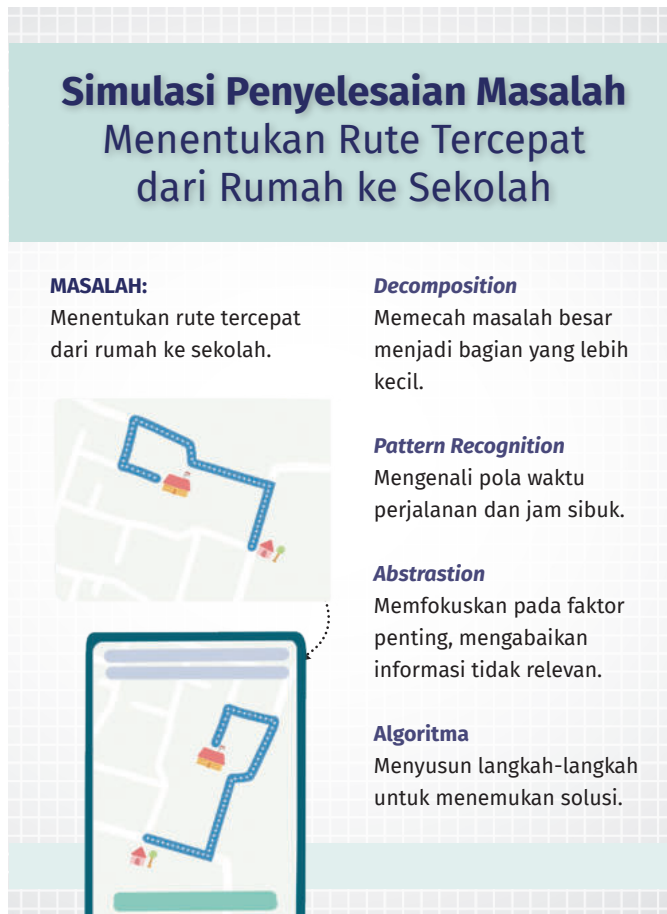 Simulasi Penyelesaian Masalah
Menentukan Rute Tercepat
dari Rumah ke Sekolah
MASALAH:
Menentukan rute tercepat
dari rumah ke sekolah.
Decomposition
Memecah masalah besar
menjadi bagian yang lebih
kecil.
Pattern Recognition
Mengenali pola waktu
perjalanan dan jam sibuk.
Abstrastion
Memfokuskan pada faktor
penting, mengabaikan
informasi tidak relevan.
Algoritma
Menyusun langkah-langkah
untuk menemukan solusi.